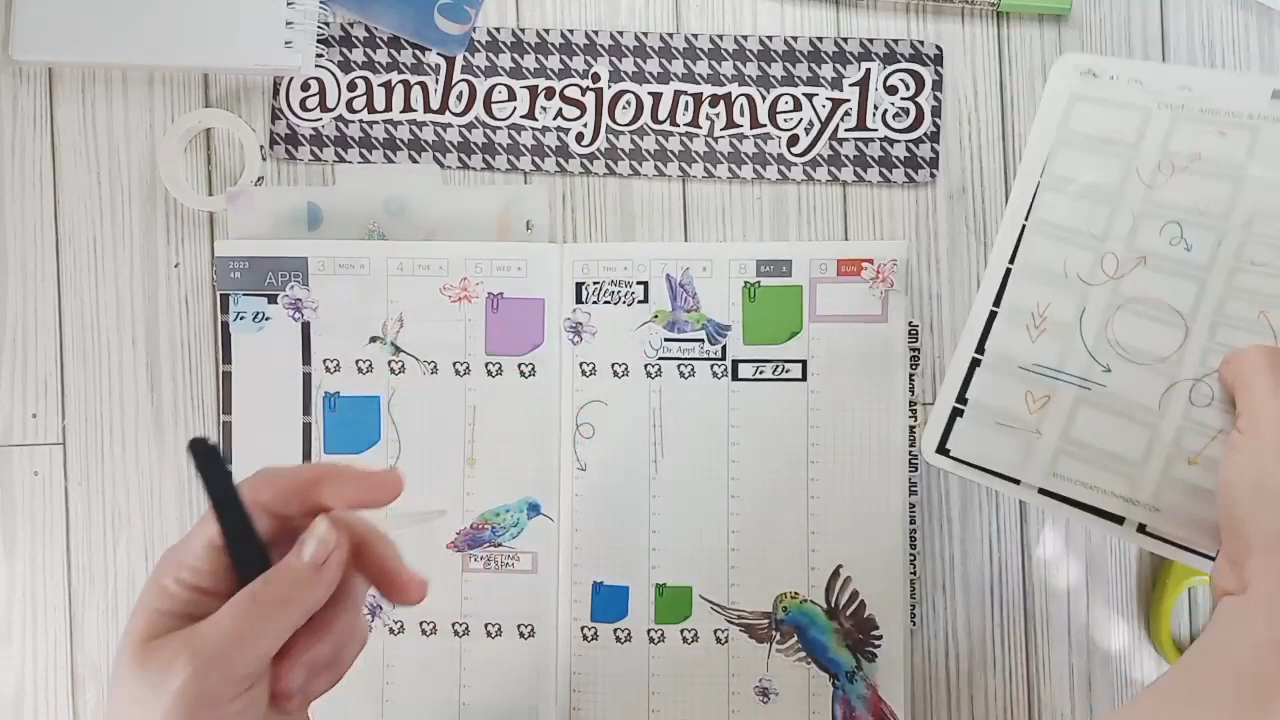 @ambersjourney13
2023
4R
APR
3 MON
4 TUE
5 WED
6 THU
7
8 SAT
9 SUN
To Do
NEW
releases
Dr. Appt @
To Do
PR MEETING
@ 8PM
Jan Feb Mar Apr May Jun Jul Aug Sep Oct Nov Dec